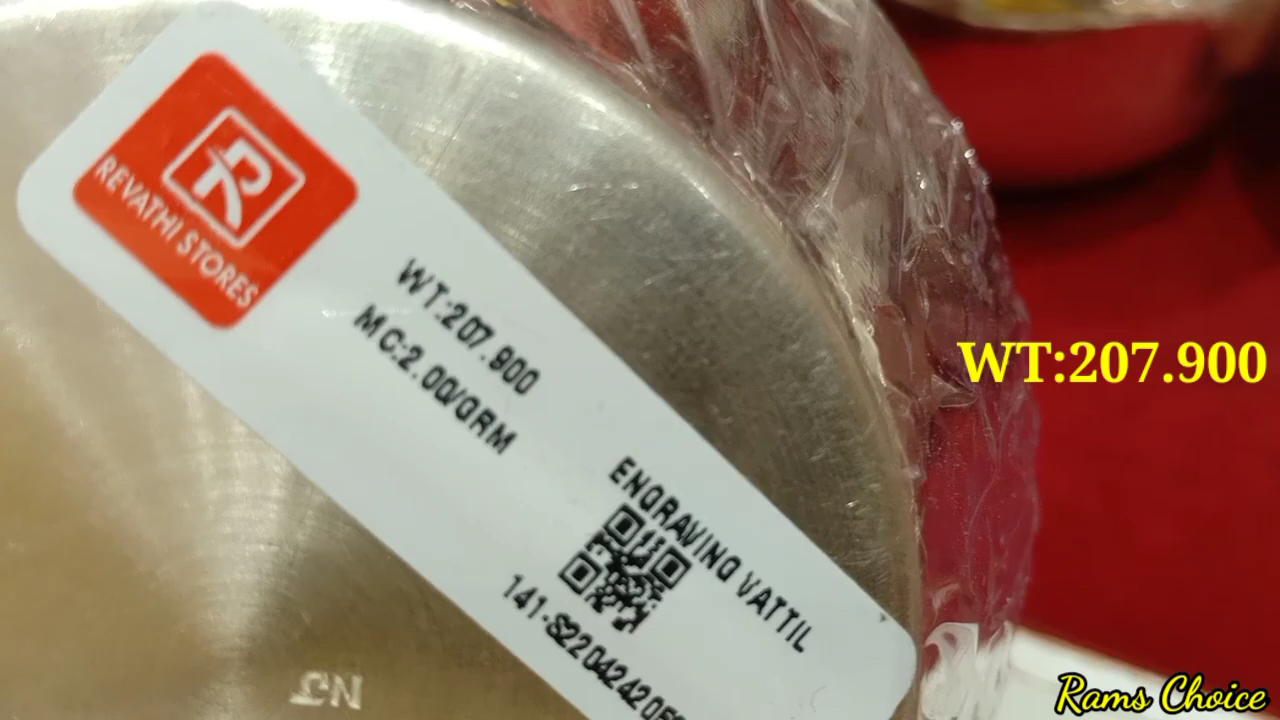 REVATHI STORES
WT:207.900
MC:2.00/GRM
ENGRAVING VATTIL
WT:207.900
Rams Choice